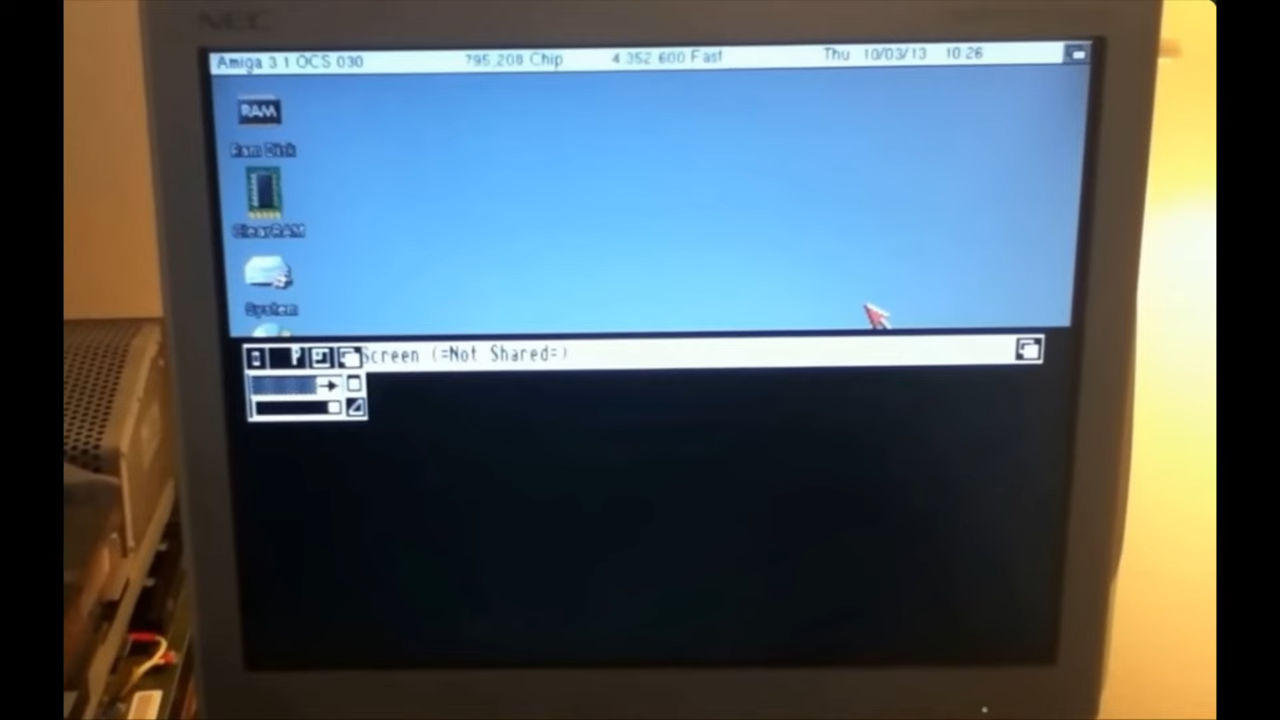 NEC
Amiga 3 1 OCS 030 795,208 Chip 4 352 600 Fast Thu 10/03/13 10:26
RAM
Ram Disk
ClearRAM
System
P Screen (=Not Shared=)